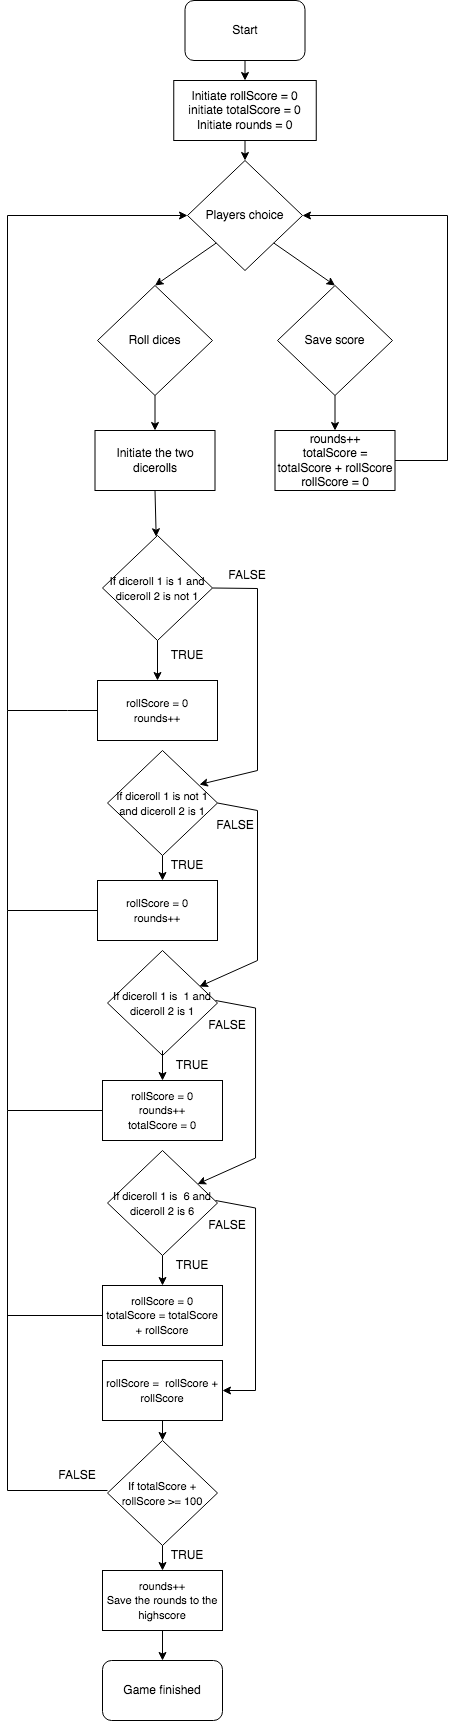 Start
Initiate rollScore = 0
initiate totalScore = 0
Initiate rounds = 0
Players choice
Roll dices
Save score
Initiate the two
dicerolls
rounds++
totalScore =
totalScore + rollScore
rollScore = 0
If diceroll 1 is 1 and
diceroll 2 is not 1
FALSE
TRUE
rollScore = 0
rounds++
If diceroll 1 is not 1
and diceroll 2 is 1
FALSE
TRUE
rollScore = 0
rounds++
If diceroll 1 is 1 and
diceroll 2 is 1
FALSE
TRUE
rollScore = 0
rounds++
totalScore = 0
If diceroll 1 is 6 and
diceroll 2 is 6
FALSE
TRUE
rollScore = 0
totalScore = totalScore
+ rollScore
rollScore = rollScore +
rollScore
FALSE
If totalScore +
rollScore >= 100
TRUE
rounds++
Save the rounds to the
highscore
Game finished